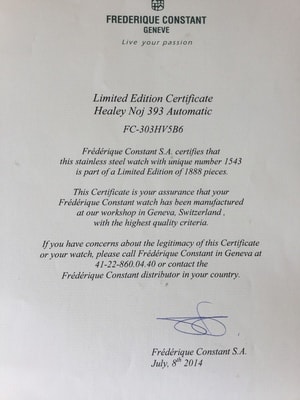 FREDERIQUE CONSTANT
GENEVE
Live your passion
Limited Edition Certificate
Healey Noj 393 Automatic
FC-303HV5B6
Frédérique Constant S.A. certifies that
this stainless steel watch with unique number 1543
is part of a Limited Edition of 1888 pieces.
This Certificate is your assurance that your
Frédérique Constant watch has been manufactured
at our workshop in Geneva, Switzerland ,
with the highest quality criteria.
If you have concerns about the legitimacy of this Certificate
or your watch, please call Frédérique Constant in Geneva at
41-22-860.04.40 or contact the
Frédérique Constant distributor in your country.
Frédérique Constant S.A.
July, 8th 2014